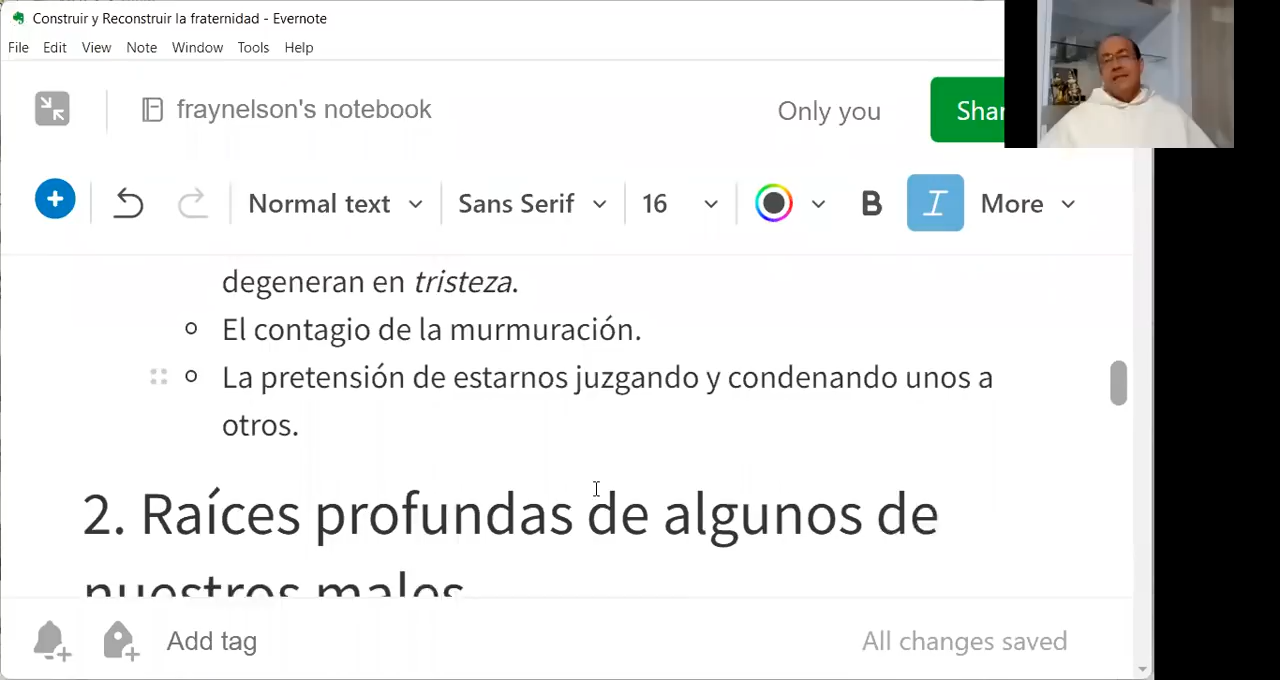 Construir y Reconstruir la fraternidad - Evernote
File Edit View Note Window Tools Help
fraynelson's notebook
Only you
Shar
Normal text
Sans Serif
16
B
I
More
degeneran en tristeza.
El contagio de la murmuración.
La pretensión de estarnos juzgando y condenando unos a
otros.
2. Raíces profundas de algunos de
nuestros males
Add tag
All changes saved